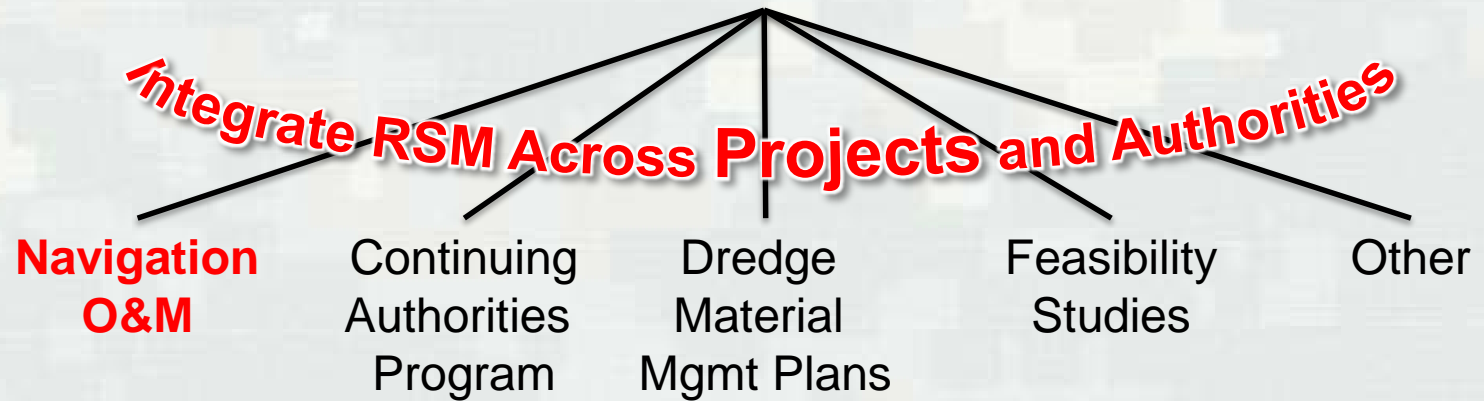 Integrate RSM Across Projects and Authorities
Navigation
O&M
Continuing
Authorities
Program
Dredge
Material
Mgmt Plans
Feasibility
Studies
Other